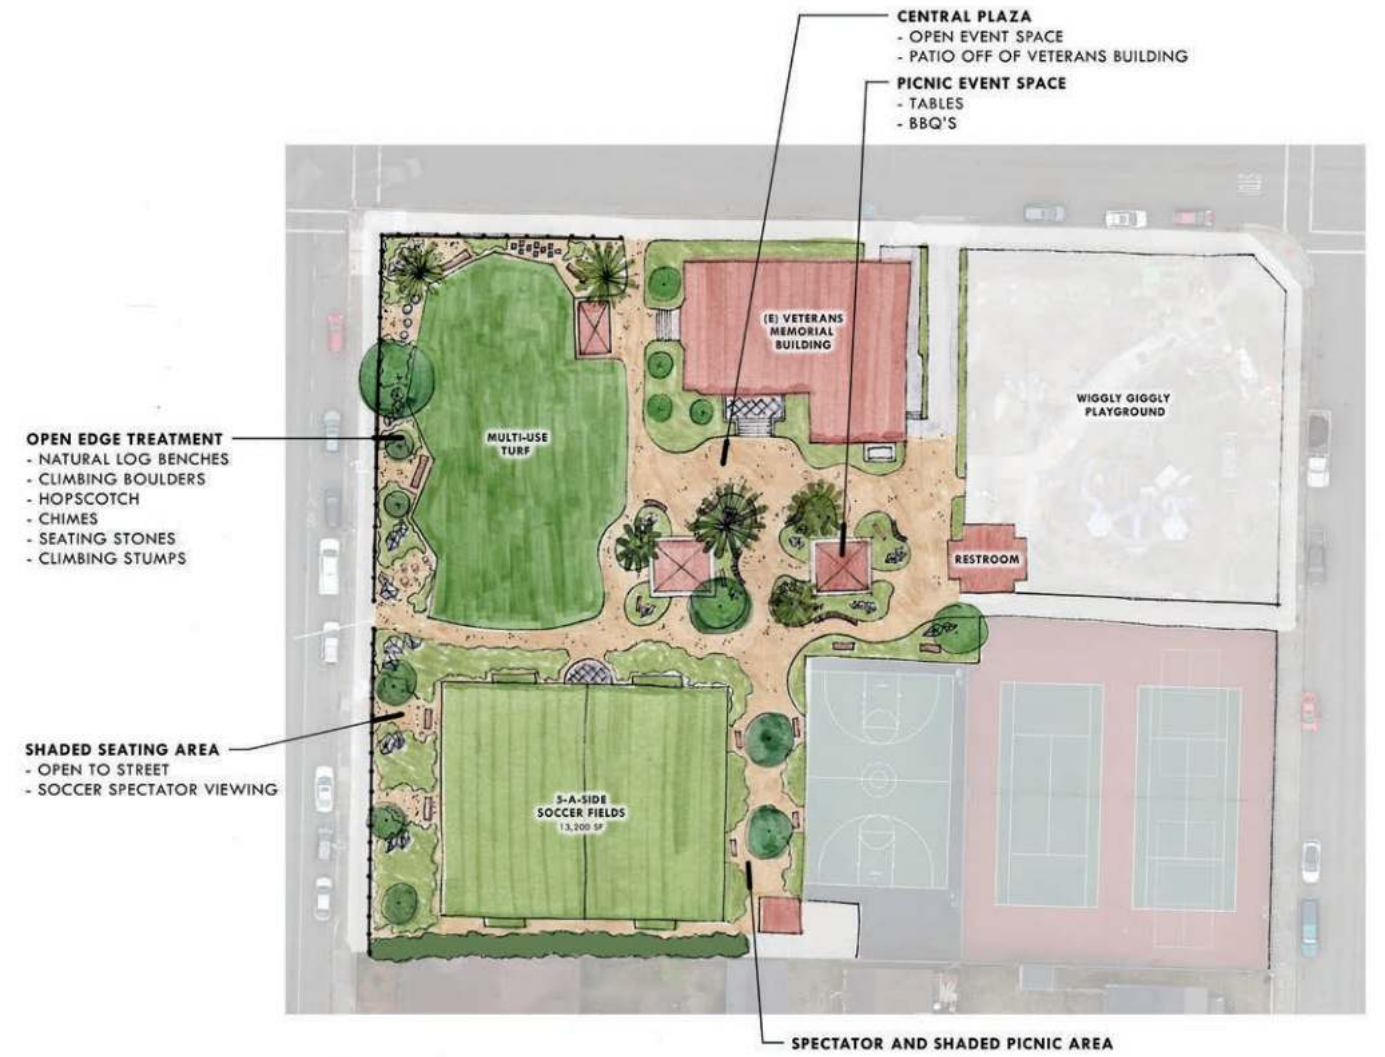 CENTRAL PLAZA
- OPEN EVENT SPACE
- PATIO OFF OF VETERANS BUILDING
PICNIC EVENT SPACE
- TABLES
- BBQ'S
(E) VETERANS
MEMORIAL
BUILDING
WIGGLY GIGGLY
PLAYGROUND
MULTI-USE
TURF
OPEN EDGE TREATMENT
- NATURAL LOG BENCHES
- CLIMBING BOULDERS
- HOPSCOTCH
- CHIMES
- SEATING STONES
- CLIMBING STUMPS
RESTROOM
SHADED SEATING AREA
- OPEN TO STREET
- SOCCER SPECTATOR VIEWING
5-A-SIDE
SOCCER FIELDS
13,200 SF
SPECTATOR AND SHADED PICNIC AREA